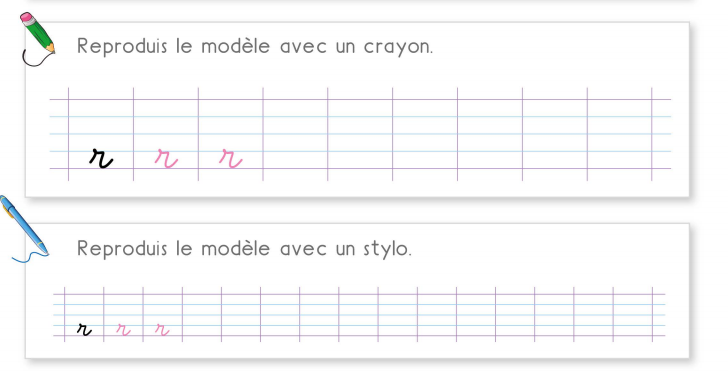 Reproduis le modèle avec un crayon.
r r r
Reproduis le modèle avec un stylo.
r r r